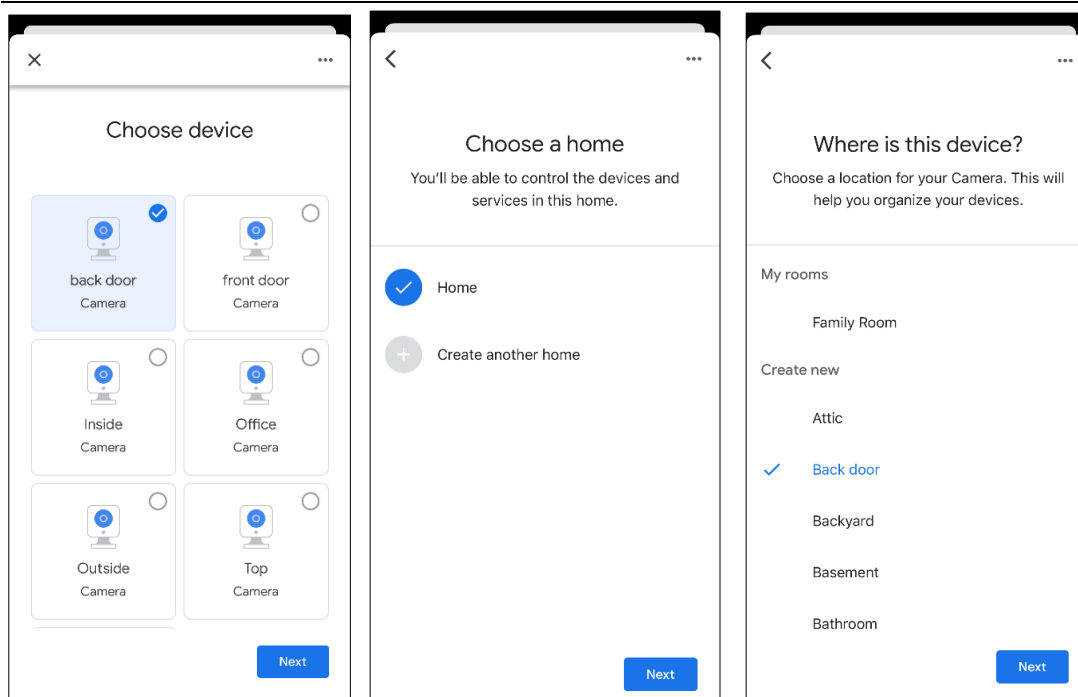 Choose device
back door
Camera
front door
Camera
Inside
Camera
Office
Camera
Outside
Camera
Top
Camera
Next
Choose a home
You'll be able to control the devices and
services in this home.
Home
Create another home
Next
Where is this device?
Choose a location for your Camera. This will
help you organize your devices.
My rooms
Family Room
Create new
Attic
Back door
Backyard
Basement
Bathroom
Next